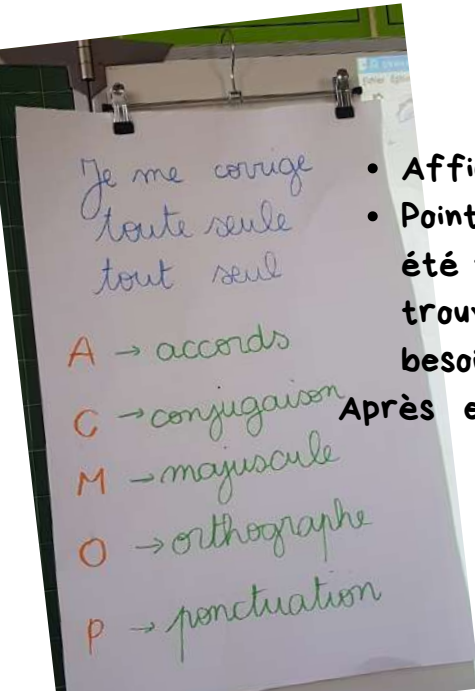 Je me corrige
toute seule
tout seul
A → accords
C → conjugaison
M → majuscule
O → orthographe
P → ponctuation
• Affi
• Point
été
trouv
besoi
Après e